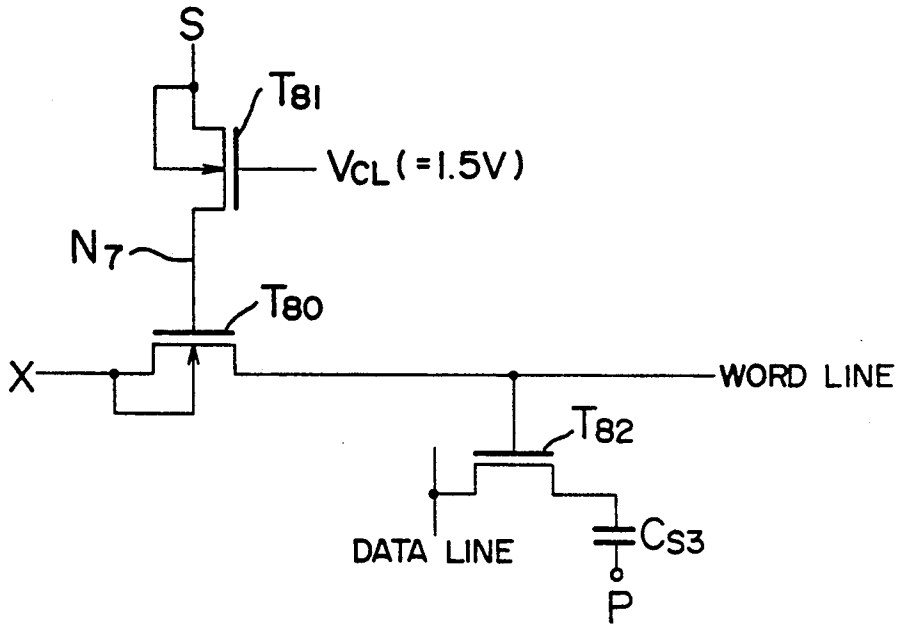 S
T81
VCL (=1.5V)
N7
T80
X
WORD LINE
T82
DATA LINE
CS3
P